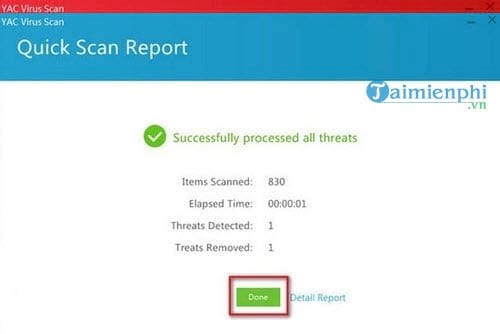 YAC Virus Scan
YAC Virus Scan
Quick Scan Report
Taimienphi
.vn
Successfully processed all threats
Items Scanned: 830
Elapsed Time: 00:00:01
Threats Detected: 1
Treats Removed: 1
Done Detail Report